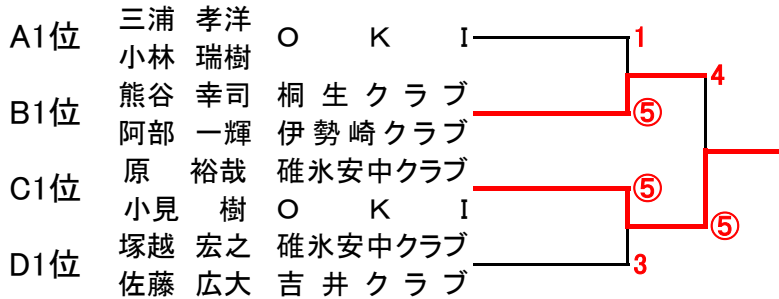 A1位 三浦 孝洋 O K I 1
小林 瑞樹
4
B1位 熊谷 幸司 桐生クラブ ⑤
阿部 一輝 伊勢崎クラブ
C1位 原 裕哉 碓氷安中クラブ ⑤
小見 樹 O K I
⑤
D1位 塚越 宏之 碓氷安中クラブ 3
佐藤 広大 吉井クラブ